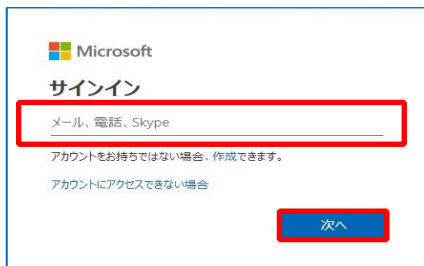 Microsoft
サインイン
メール、電話、Skype
アカウントをお持ちではない場合、作成できます。
アカウントにアクセスできない場合
次へ